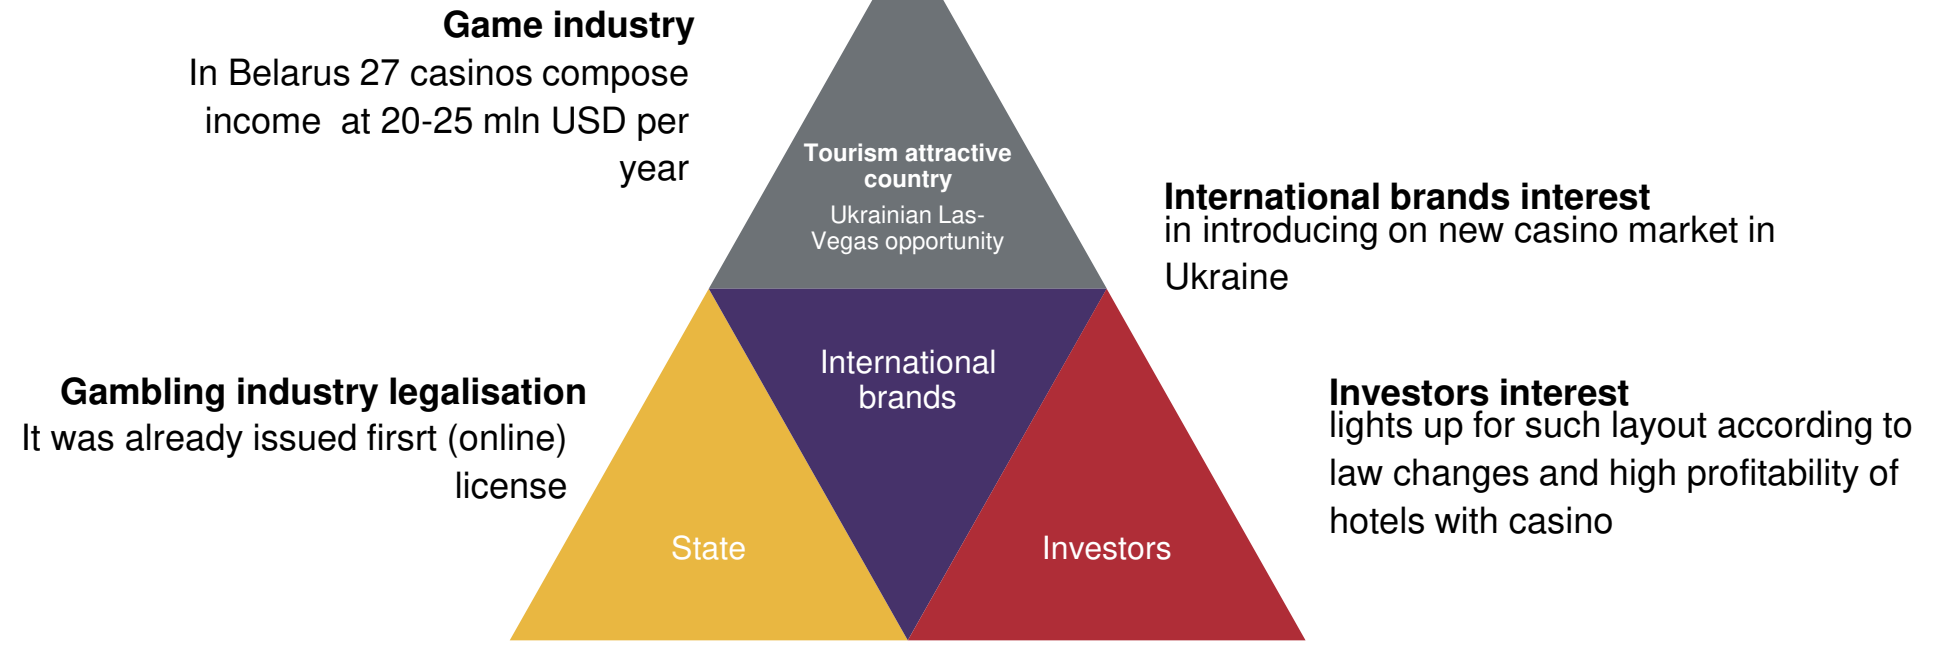 Game industry
In Belarus 27 casinos compose
income  at 20-25 mln USD per
year
Tourism attractive
country
Ukrainian Las-
Vegas opportunity
International brands interest
in introducing on new casino market in
Ukraine
International
brands
Gambling industry legalisation
It was already issued firsrt (online)
license
Investors interest
lights up for such layout according to
law changes and high profitability of
hotels with casino
State
Investors